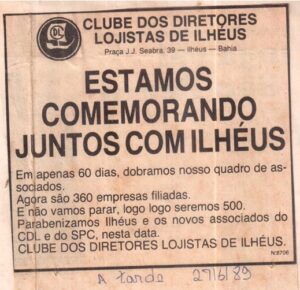 CDL
CLUBE DOS DIRETORES
LOJISTAS DE ILHÉUS
Praça J.J. Seabra, 39 — Ilhéus — Bahia
ESTAMOS
COMEMORANDO
JUNTOS COM ILHÉUS
Em apenas 60 dias, dobramos nosso quadro de as-
sociados.
Agora são 360 empresas filiadas.
E não vamos parar, logo logo seremos 500.
Parabenizamos Ilhéus e os novos associados do
CDL e do SPC, nesta data.
CLUBE DOS DIRETORES LOJISTAS DE ILHÉUS.
N:8706
A tarde 27/6/89